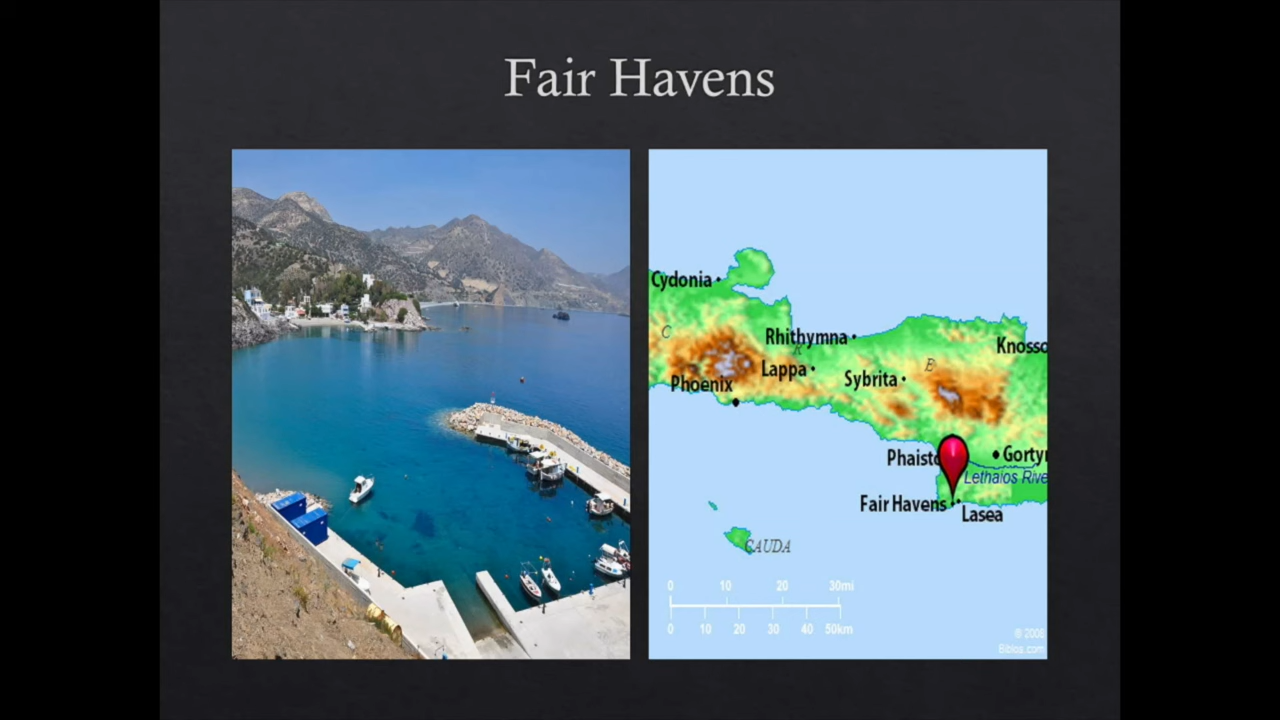 Fair Havens
Cydonia
C
Rhithymna
R
Knosso
Lappa
Sybrita
E
Phoenix
Phaisto
Gortyn
Lethaios Rive
Fair Havens
Lasea
CAUDA
0 10 20 30mi
0 10 20 30 40 50km
© 2008
Biblos.com